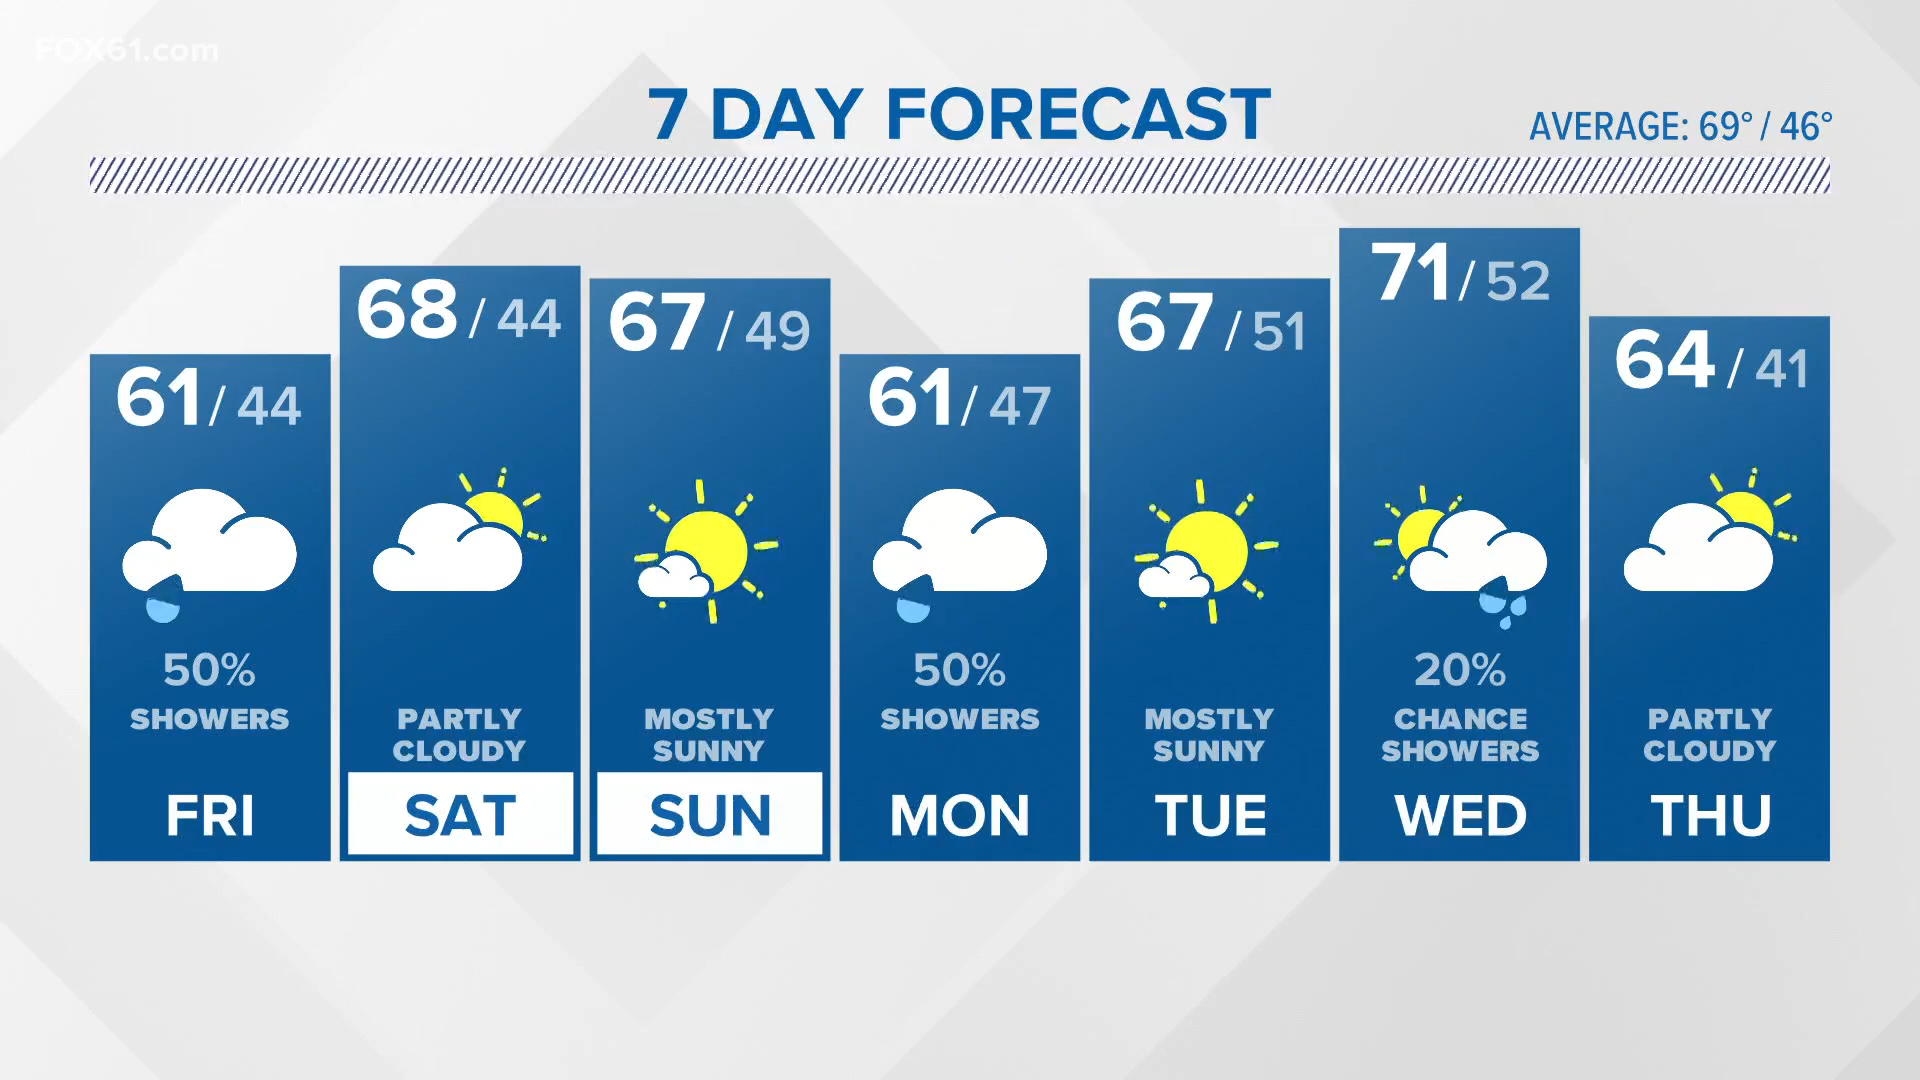 FOX61.com
7 DAY FORECAST
AVERAGE: 69° / 46°
61 / 44
50%
SHOWERS
FRI
68 / 44
PARTLY
CLOUDY
SAT
67 / 49
MOSTLY
SUNNY
SUN
61 / 47
50%
SHOWERS
MON
67 / 51
MOSTLY
SUNNY
TUE
71 / 52
20%
CHANCE
SHOWERS
WED
64 / 41
PARTLY
CLOUDY
THU